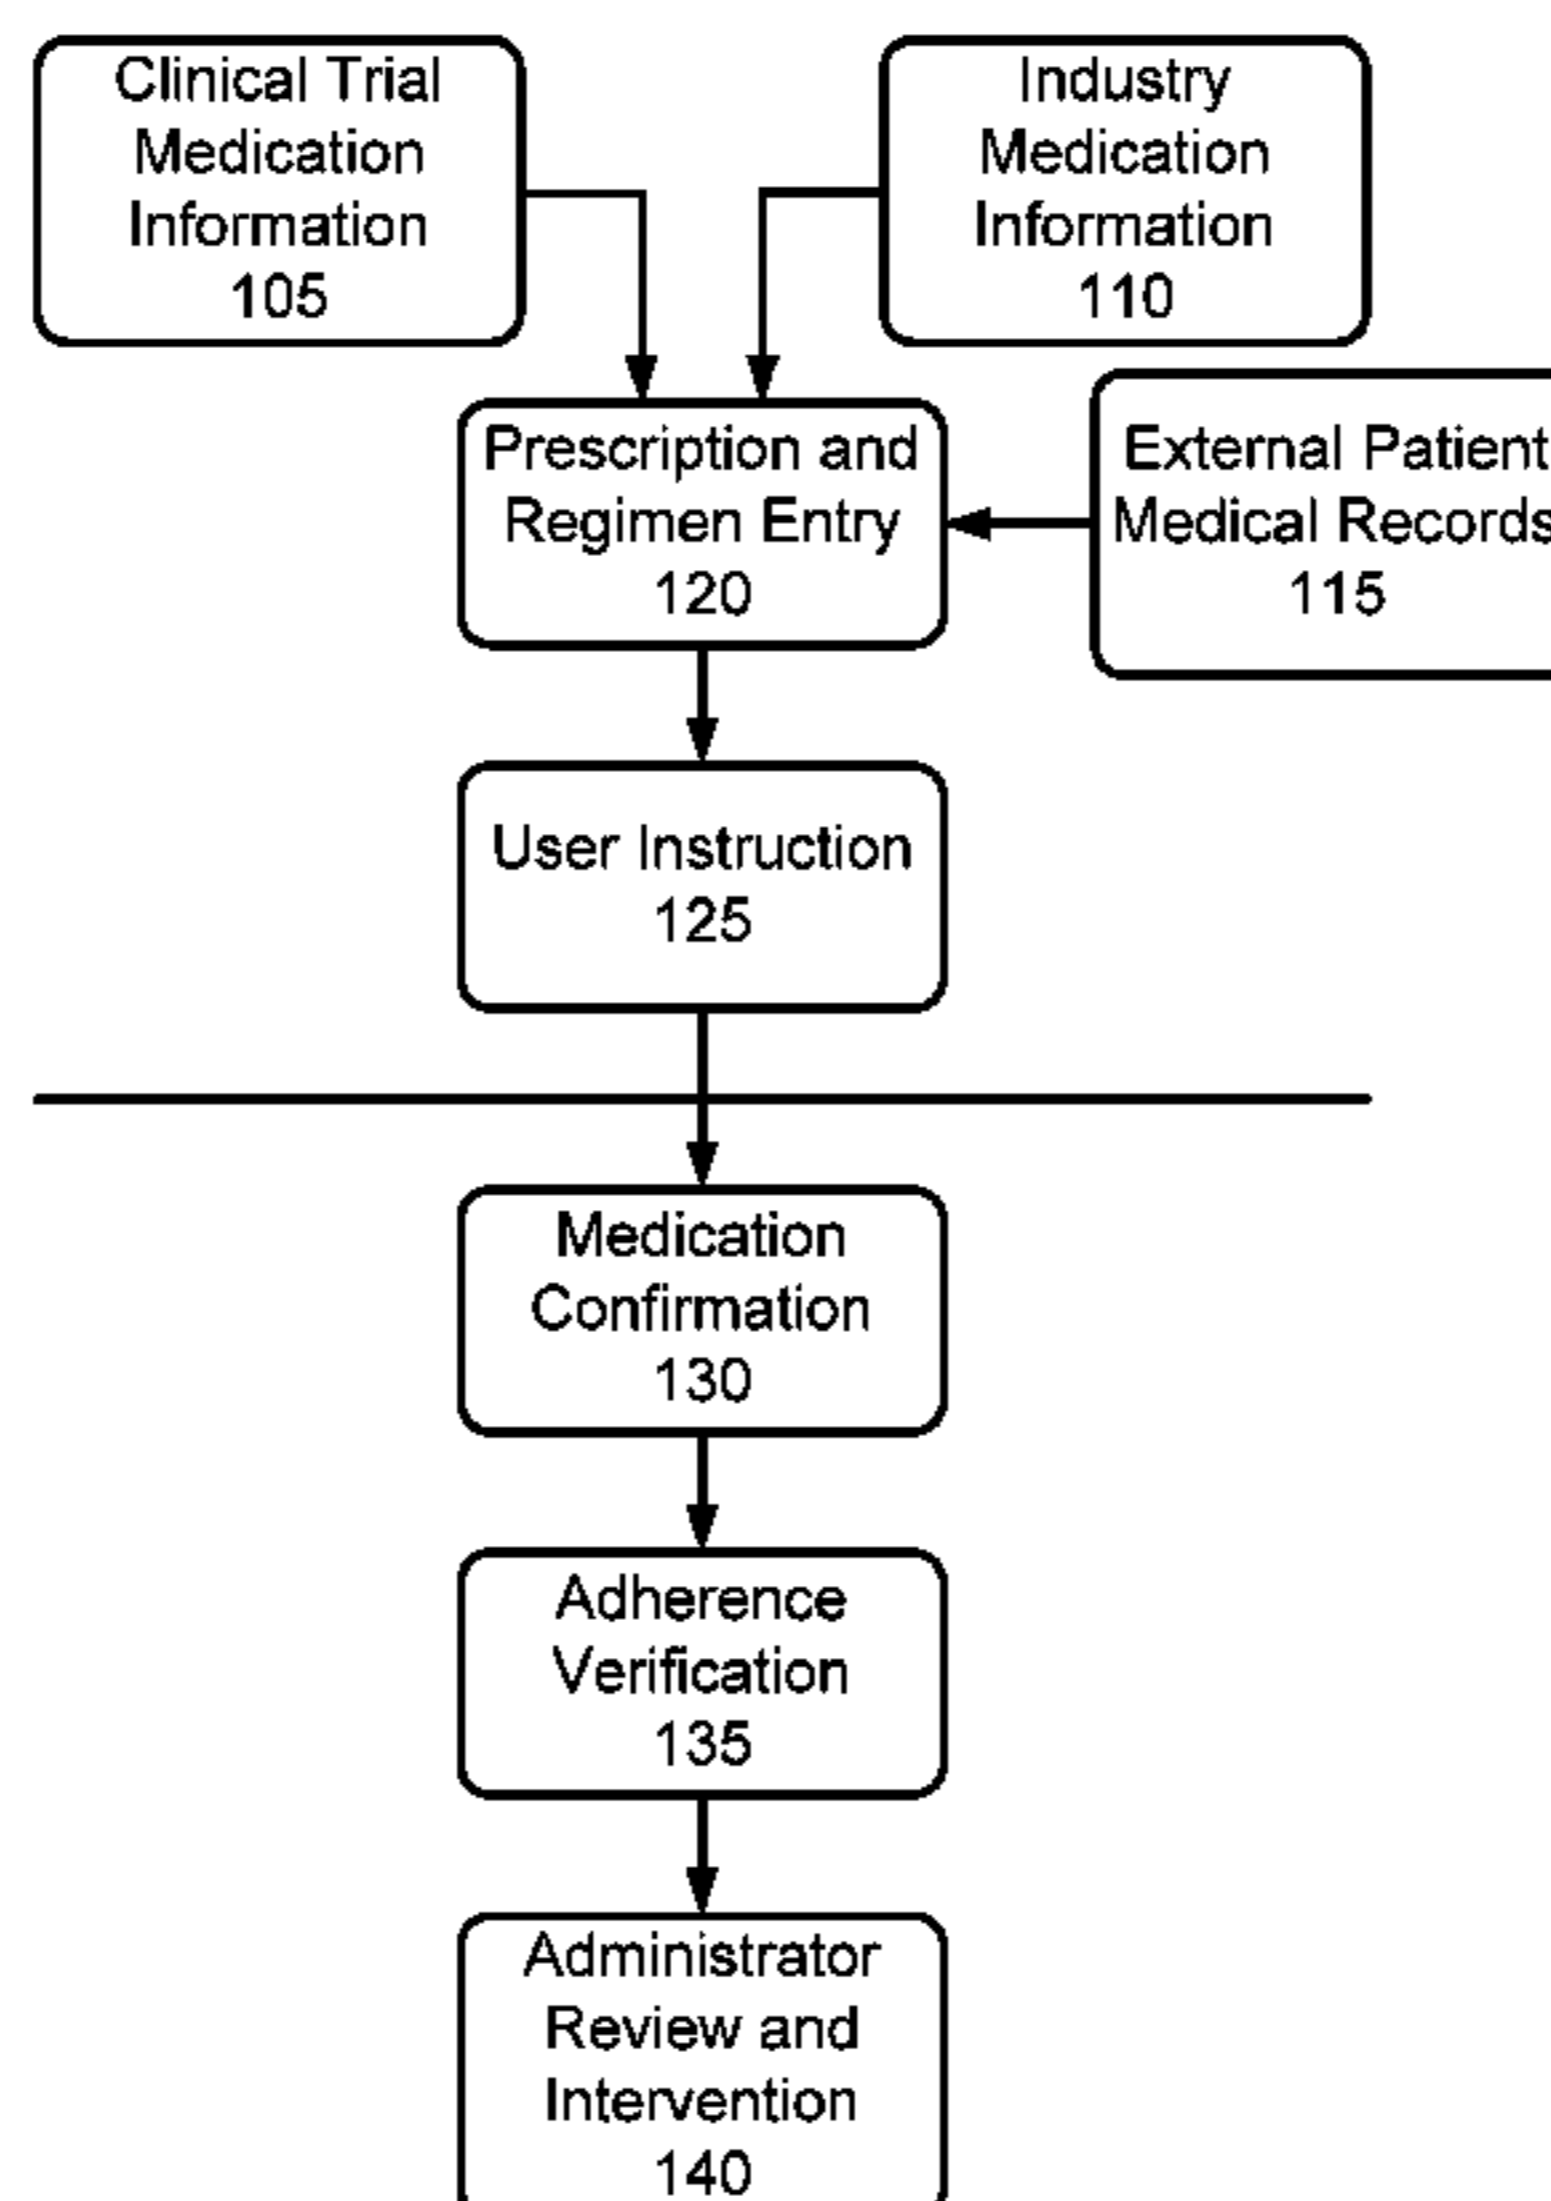 Clinical Trial
Medication
Information
105
Industry
Medication
Information
110
Prescription and
Regimen Entry
120
External Patient
Medical Records
115
User Instruction
125
Medication
Confirmation
130
Adherence
Verification
135
Administrator
Review and
Intervention
140